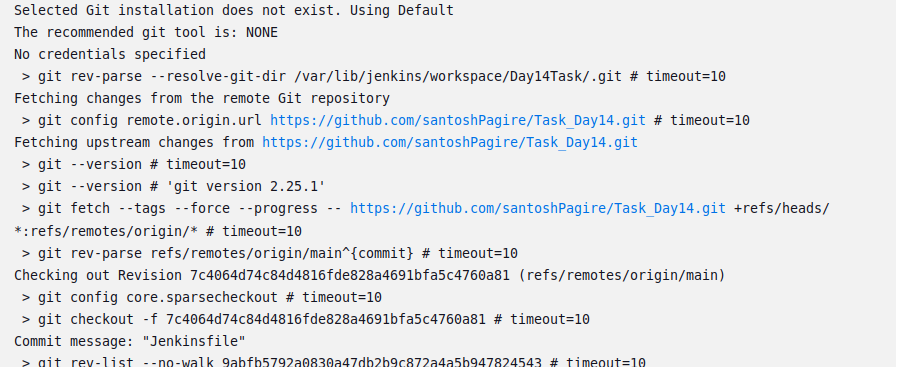 Selected Git installation does not exist. Using Default
The recommended git tool is: NONE
No credentials specified
 > git rev-parse --resolve-git-dir /var/lib/jenkins/workspace/Day14Task/.git # timeout=10
Fetching changes from the remote Git repository
 > git config remote.origin.url https://github.com/santoshPagire/Task_Day14.git # timeout=10
Fetching upstream changes from https://github.com/santoshPagire/Task_Day14.git
 > git --version # timeout=10
 > git --version # 'git version 2.25.1'
 > git fetch --tags --force --progress -- https://github.com/santoshPagire/Task_Day14.git +refs/heads/
*:refs/remotes/origin/* # timeout=10
 > git rev-parse refs/remotes/origin/main^{commit} # timeout=10
Checking out Revision 7c4064d74c84d4816fde828a4691bfa5c4760a81 (refs/remotes/origin/main)
 > git config core.sparsecheckout # timeout=10
 > git checkout -f 7c4064d74c84d4816fde828a4691bfa5c4760a81 # timeout=10
Commit message: "Jenkinsfile"
 > git rev-list --no-walk 9abfb5792a0830a47db2b9c872a4a5b947824543 # timeout=10